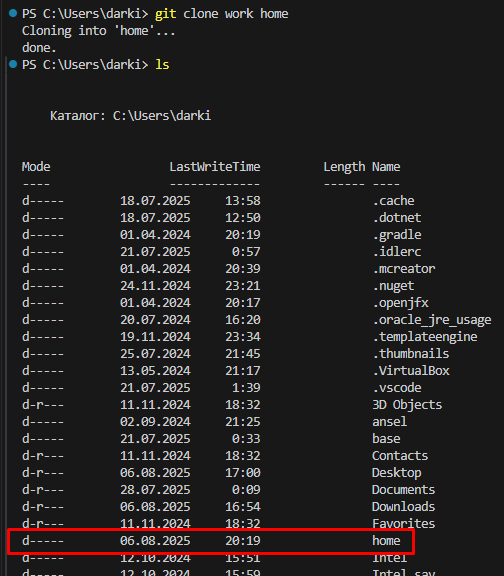 PS C:\Users\darki> git clone work home
Cloning into 'home'...
done.
PS C:\Users\darki> ls
Каталог: C:\Users\darki
Mode LastWriteTime Length Name
---- ------------- ------ ----
d----- 18.07.2025 13:58 .cache
d----- 18.07.2025 12:50 .dotnet
d----- 01.04.2024 20:19 .gradle
d----- 21.07.2025 0:57 .idlerc
d----- 01.04.2024 20:39 .mcreator
d----- 24.11.2024 23:21 .nuget
d----- 01.04.2024 20:17 .openjfx
d----- 20.07.2024 16:20 .oracle_jre_usage
d----- 19.11.2024 23:34 .templateengine
d----- 25.07.2024 21:45 .thumbnails
d----- 13.05.2024 21:17 .VirtualBox
d----- 21.07.2025 1:39 .vscode
d-r--- 11.11.2024 18:32 3D Objects
d----- 02.09.2024 21:25 ansel
d----- 21.07.2025 0:33 base
d-r--- 11.11.2024 18:32 Contacts
d-r--- 06.08.2025 17:00 Desktop
d-r--- 28.07.2025 0:09 Documents
d-r--- 06.08.2025 16:54 Downloads
d-r--- 11.11.2024 18:32 Favorites
d----- 06.08.2025 20:19 home
d----- 12.10.2024 15:51 Intel
d----- 12.10.2024 15:59 Intel.sav